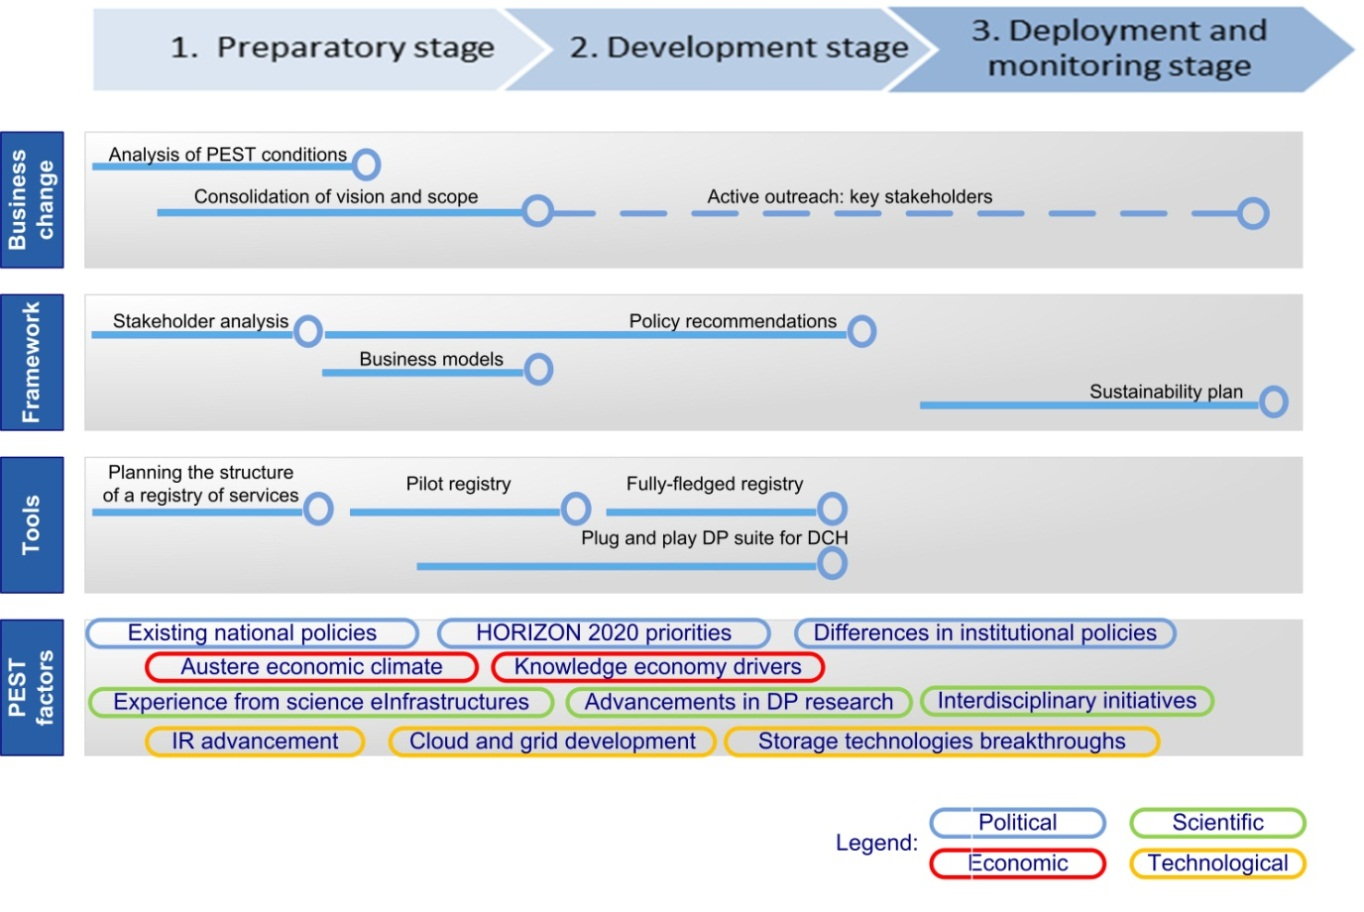 1. Preparatory stage
2. Development stage
3. Deployment and
monitoring stage
Business
change
Analysis of PEST conditions
Consolidation of vision and scope
Active outreach: key stakeholders
Framework
Stakeholder analysis
Policy recommendations
Business models
Sustainability plan
Tools
Planning the structure
of a registry of services
Pilot registry
Fully-fledged registry
Plug and play DP suite for DCH
PEST
factors
Existing national policies
HORIZON 2020 priorities
Differences in institutional policies
Austere economic climate
Knowledge economy drivers
Experience from science eInfrastructures
Advancements in DP research
Interdisciplinary initiatives
IR advancement
Cloud and grid development
Storage technologies breakthroughs
Legend:
Political
Scientific
Economic
Technological